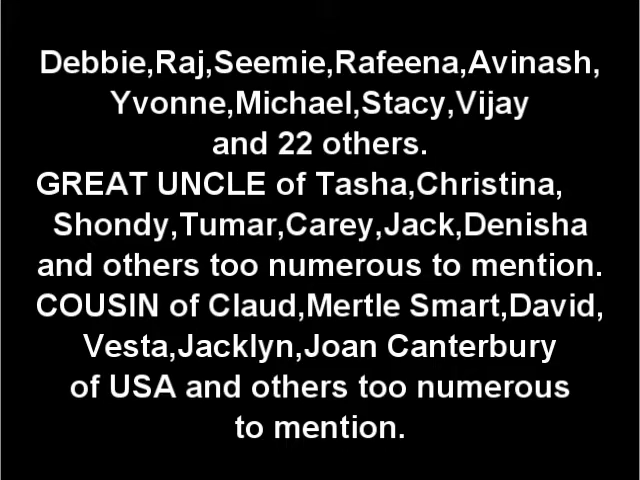 Debbie,Raj,Seemie,Rafeena,Avinash,
Yvonne,Michael,Stacy,Vijay
and 22 others.
GREAT UNCLE of Tasha,Christina,
Shondy,Tumar,Carey,Jack,Denisha
and others too numerous to mention.
COUSIN of Claud,Mertle Smart,David,
Vesta,Jacklyn,Joan Canterbury
of USA and others too numerous
to mention.